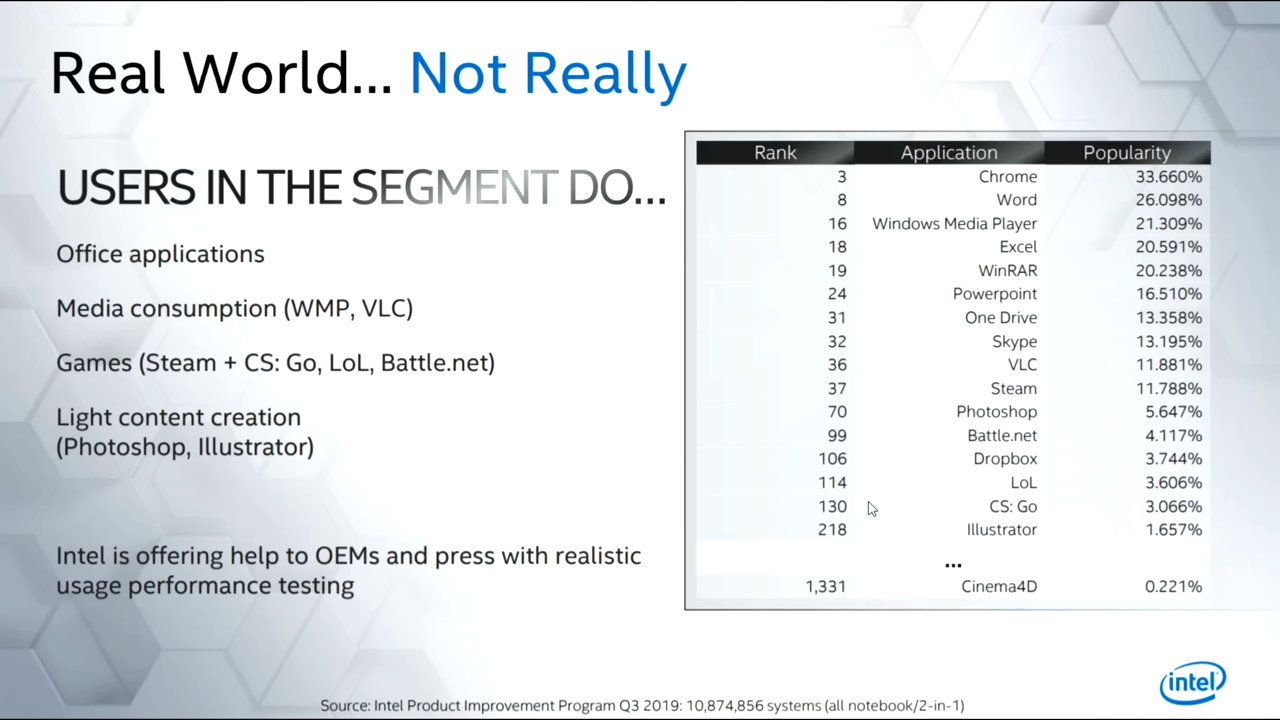 Real World... Not Really
USERS IN THE SEGMENT DO...
Office applications
Media consumption (WMP, VLC)
Games (Steam + CS: Go, LoL, Battle.net)
Light content creation
(Photoshop, Illustrator)
Intel is offering help to OEMs and press with realistic
usage performance testing
Rank Application Popularity
3 Chrome 33.660%
8 Word 26.098%
16 Windows Media Player 21.309%
18 Excel 20.591%
19 WinRAR 20.238%
24 Powerpoint 16.510%
31 One Drive 13.358%
32 Skype 13.195%
36 VLC 11.881%
37 Steam 11.788%
70 Photoshop 5.647%
99 Battle.net 4.117%
106 Dropbox 3.744%
114 LoL 3.606%
130 CS: Go 3.066%
218 Illustrator 1.657%
...
1,331 Cinema4D 0.221%
intel
Source: Intel Product Improvement Program Q3 2019: 10,874,856 systems (all notebook/2-in-1)